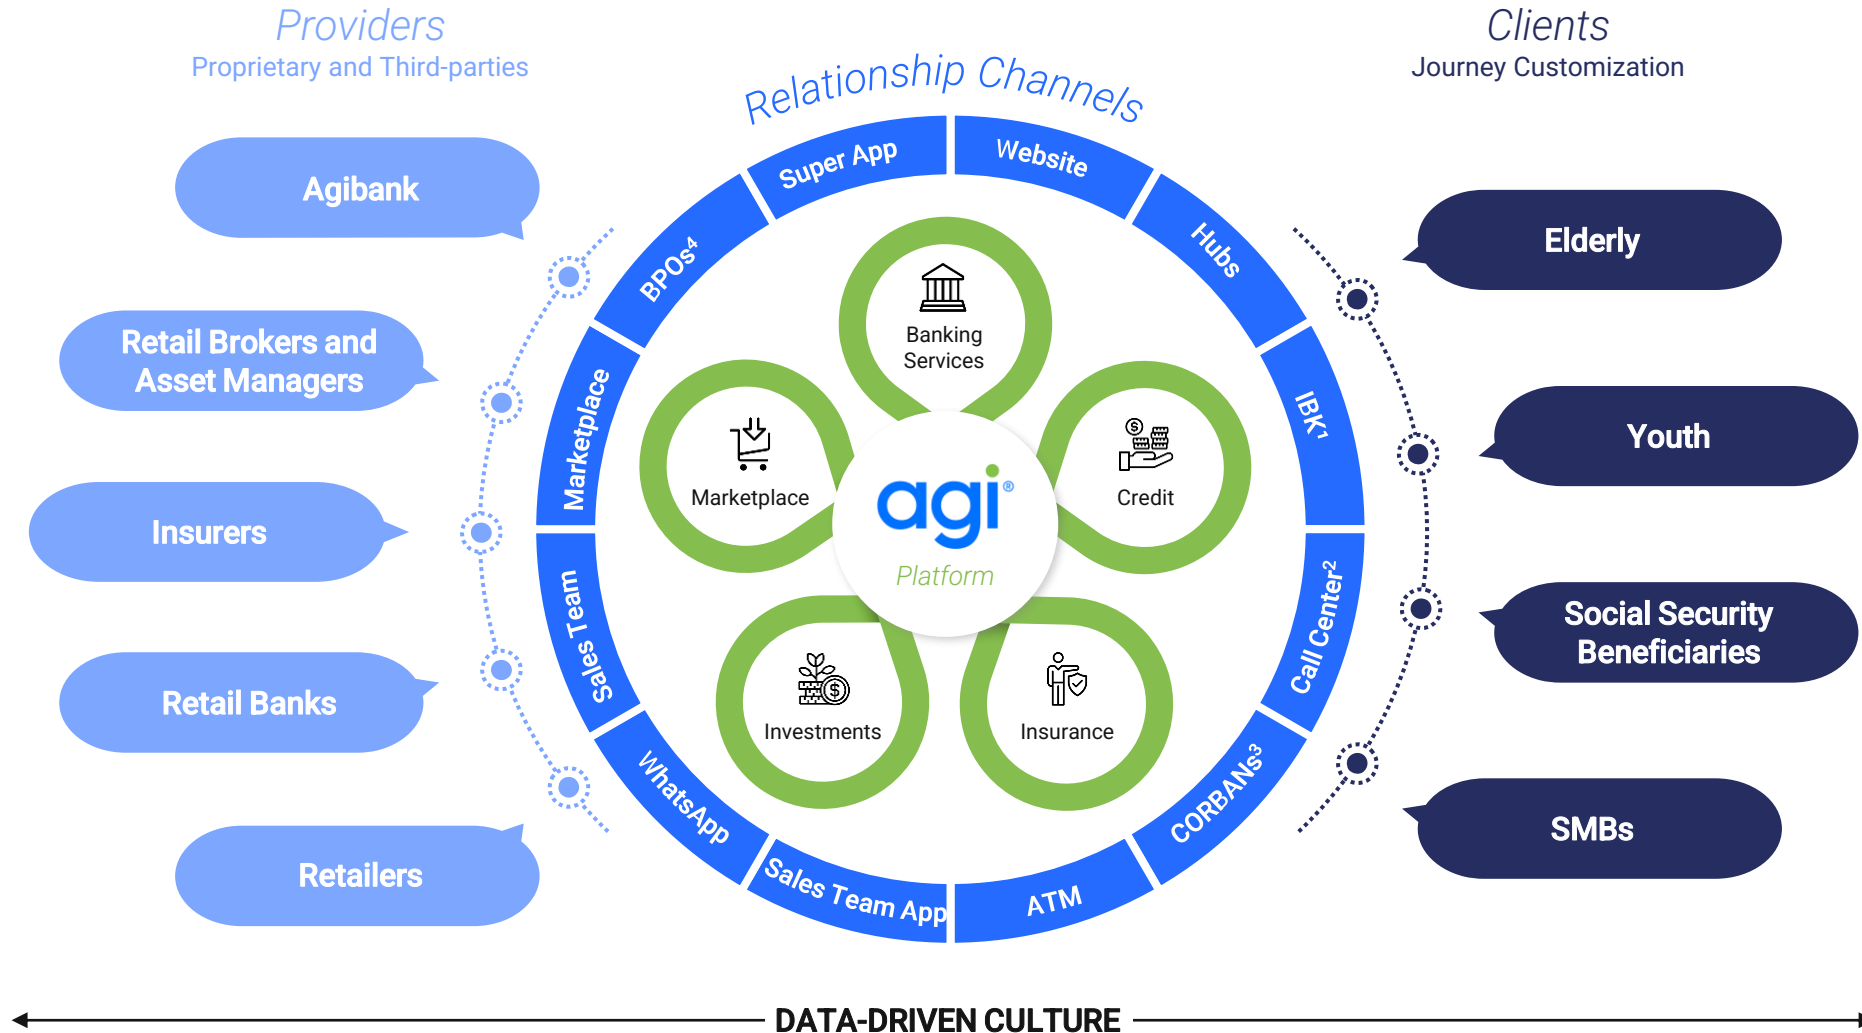 Providers
Proprietary and Third-parties
Agibank
Retail Brokers and
Asset Managers
Insurers
Retail Banks
Retailers
Relationship Channels
Super App
Website
Hubs
IBK¹
Call Center²
CORBANs³
ATM
Sales Team App
WhatsApp
Sales Team
Marketplace
BPOs⁴
Banking
Services
Credit
Insurance
Investments
Marketplace
agi®
Platform
Clients
Journey Customization
Elderly
Youth
Social Security
Beneficiaries
SMBs
DATA-DRIVEN CULTURE